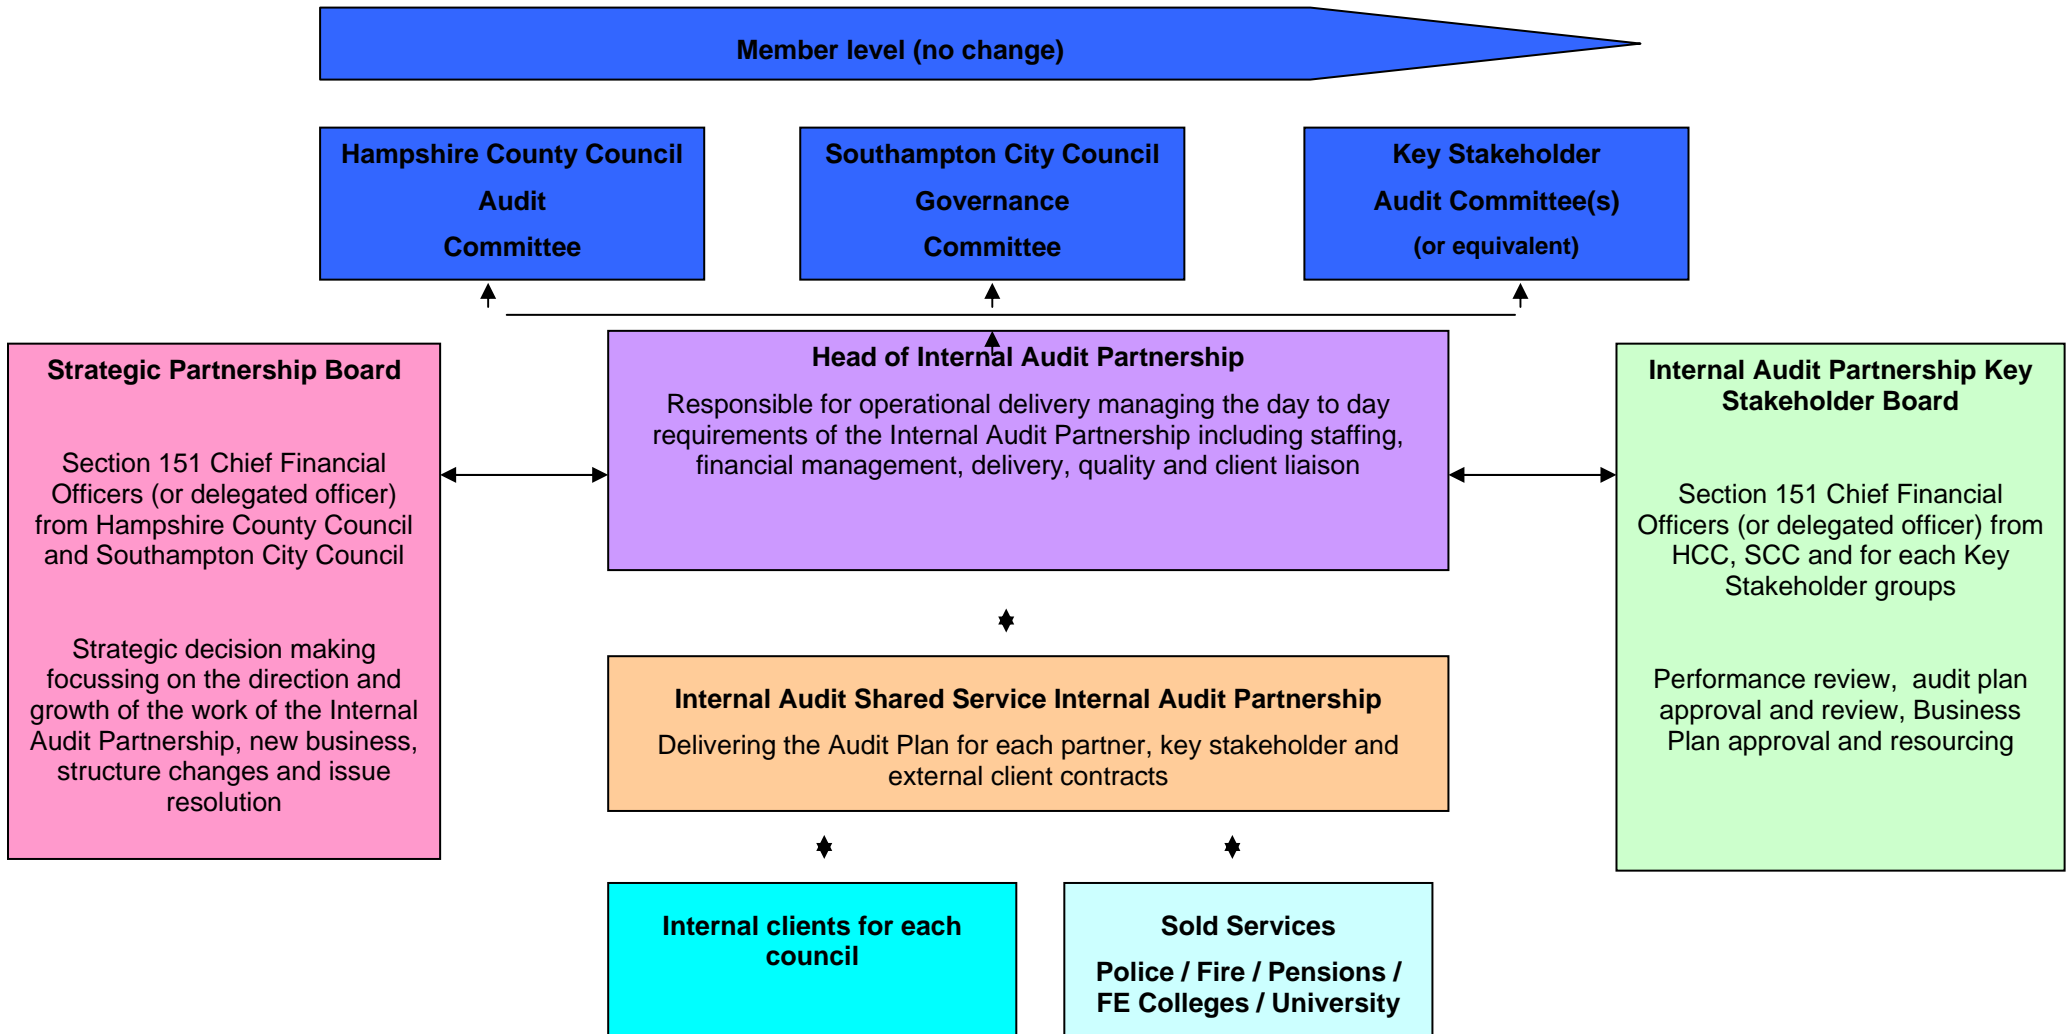 Member level (no change)
Hampshire County Council
Audit
Committee
Southampton City Council
Governance
Committee
Key Stakeholder
Audit Committee(s)
(or equivalent)
Strategic Partnership Board
Section 151 Chief Financial
Officers (or delegated officer)
from Hampshire County Council
and Southampton City Council
Strategic decision making
focussing on the direction and
growth of the work of the Internal
Audit Partnership, new business,
structure changes and issue
resolution
Head of Internal Audit Partnership
Responsible for operational delivery managing the day to day
requirements of the Internal Audit Partnership including staffing,
financial management, delivery, quality and client liaison
Internal Audit Partnership Key
Stakeholder Board
Section 151 Chief Financial
Officers (or delegated officer) from
HCC, SCC and for each Key
Stakeholder groups
Performance review,  audit plan
approval and review, Business
Plan approval and resourcing
Internal Audit Shared Service Internal Audit Partnership
Delivering the Audit Plan for each partner, key stakeholder and
external client contracts
Internal clients for each
council
Sold Services
Police / Fire / Pensions /
FE Colleges / University